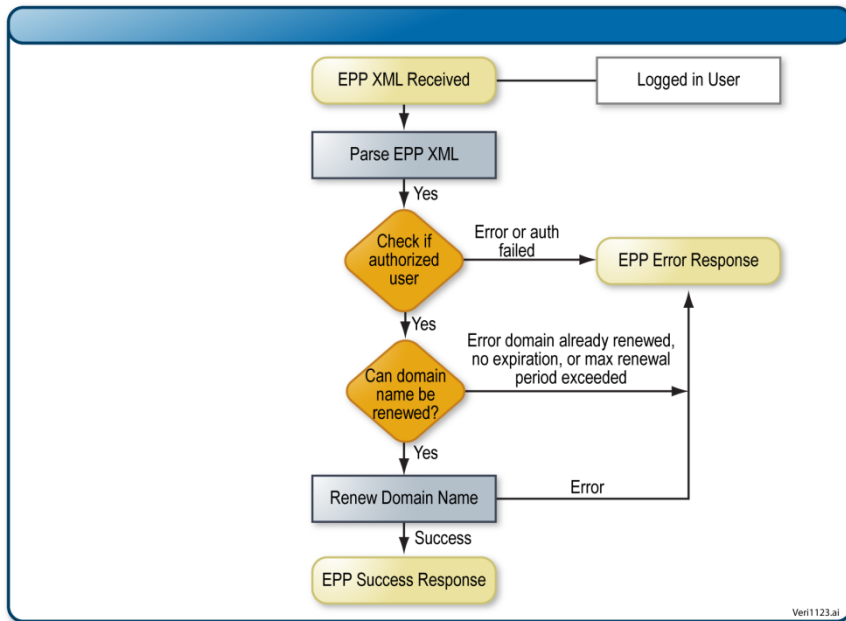 EPP XML Received
Logged in User
Parse EPP XML
Yes
Check if
authorized
user
Error or auth
failed
EPP Error Response
Yes
Error domain already renewed,
no expiration, or max renewal
period exceeded
Can domain
name be
renewed?
Yes
Renew Domain Name
Error
Success
EPP Success Response
Veri1123.ai